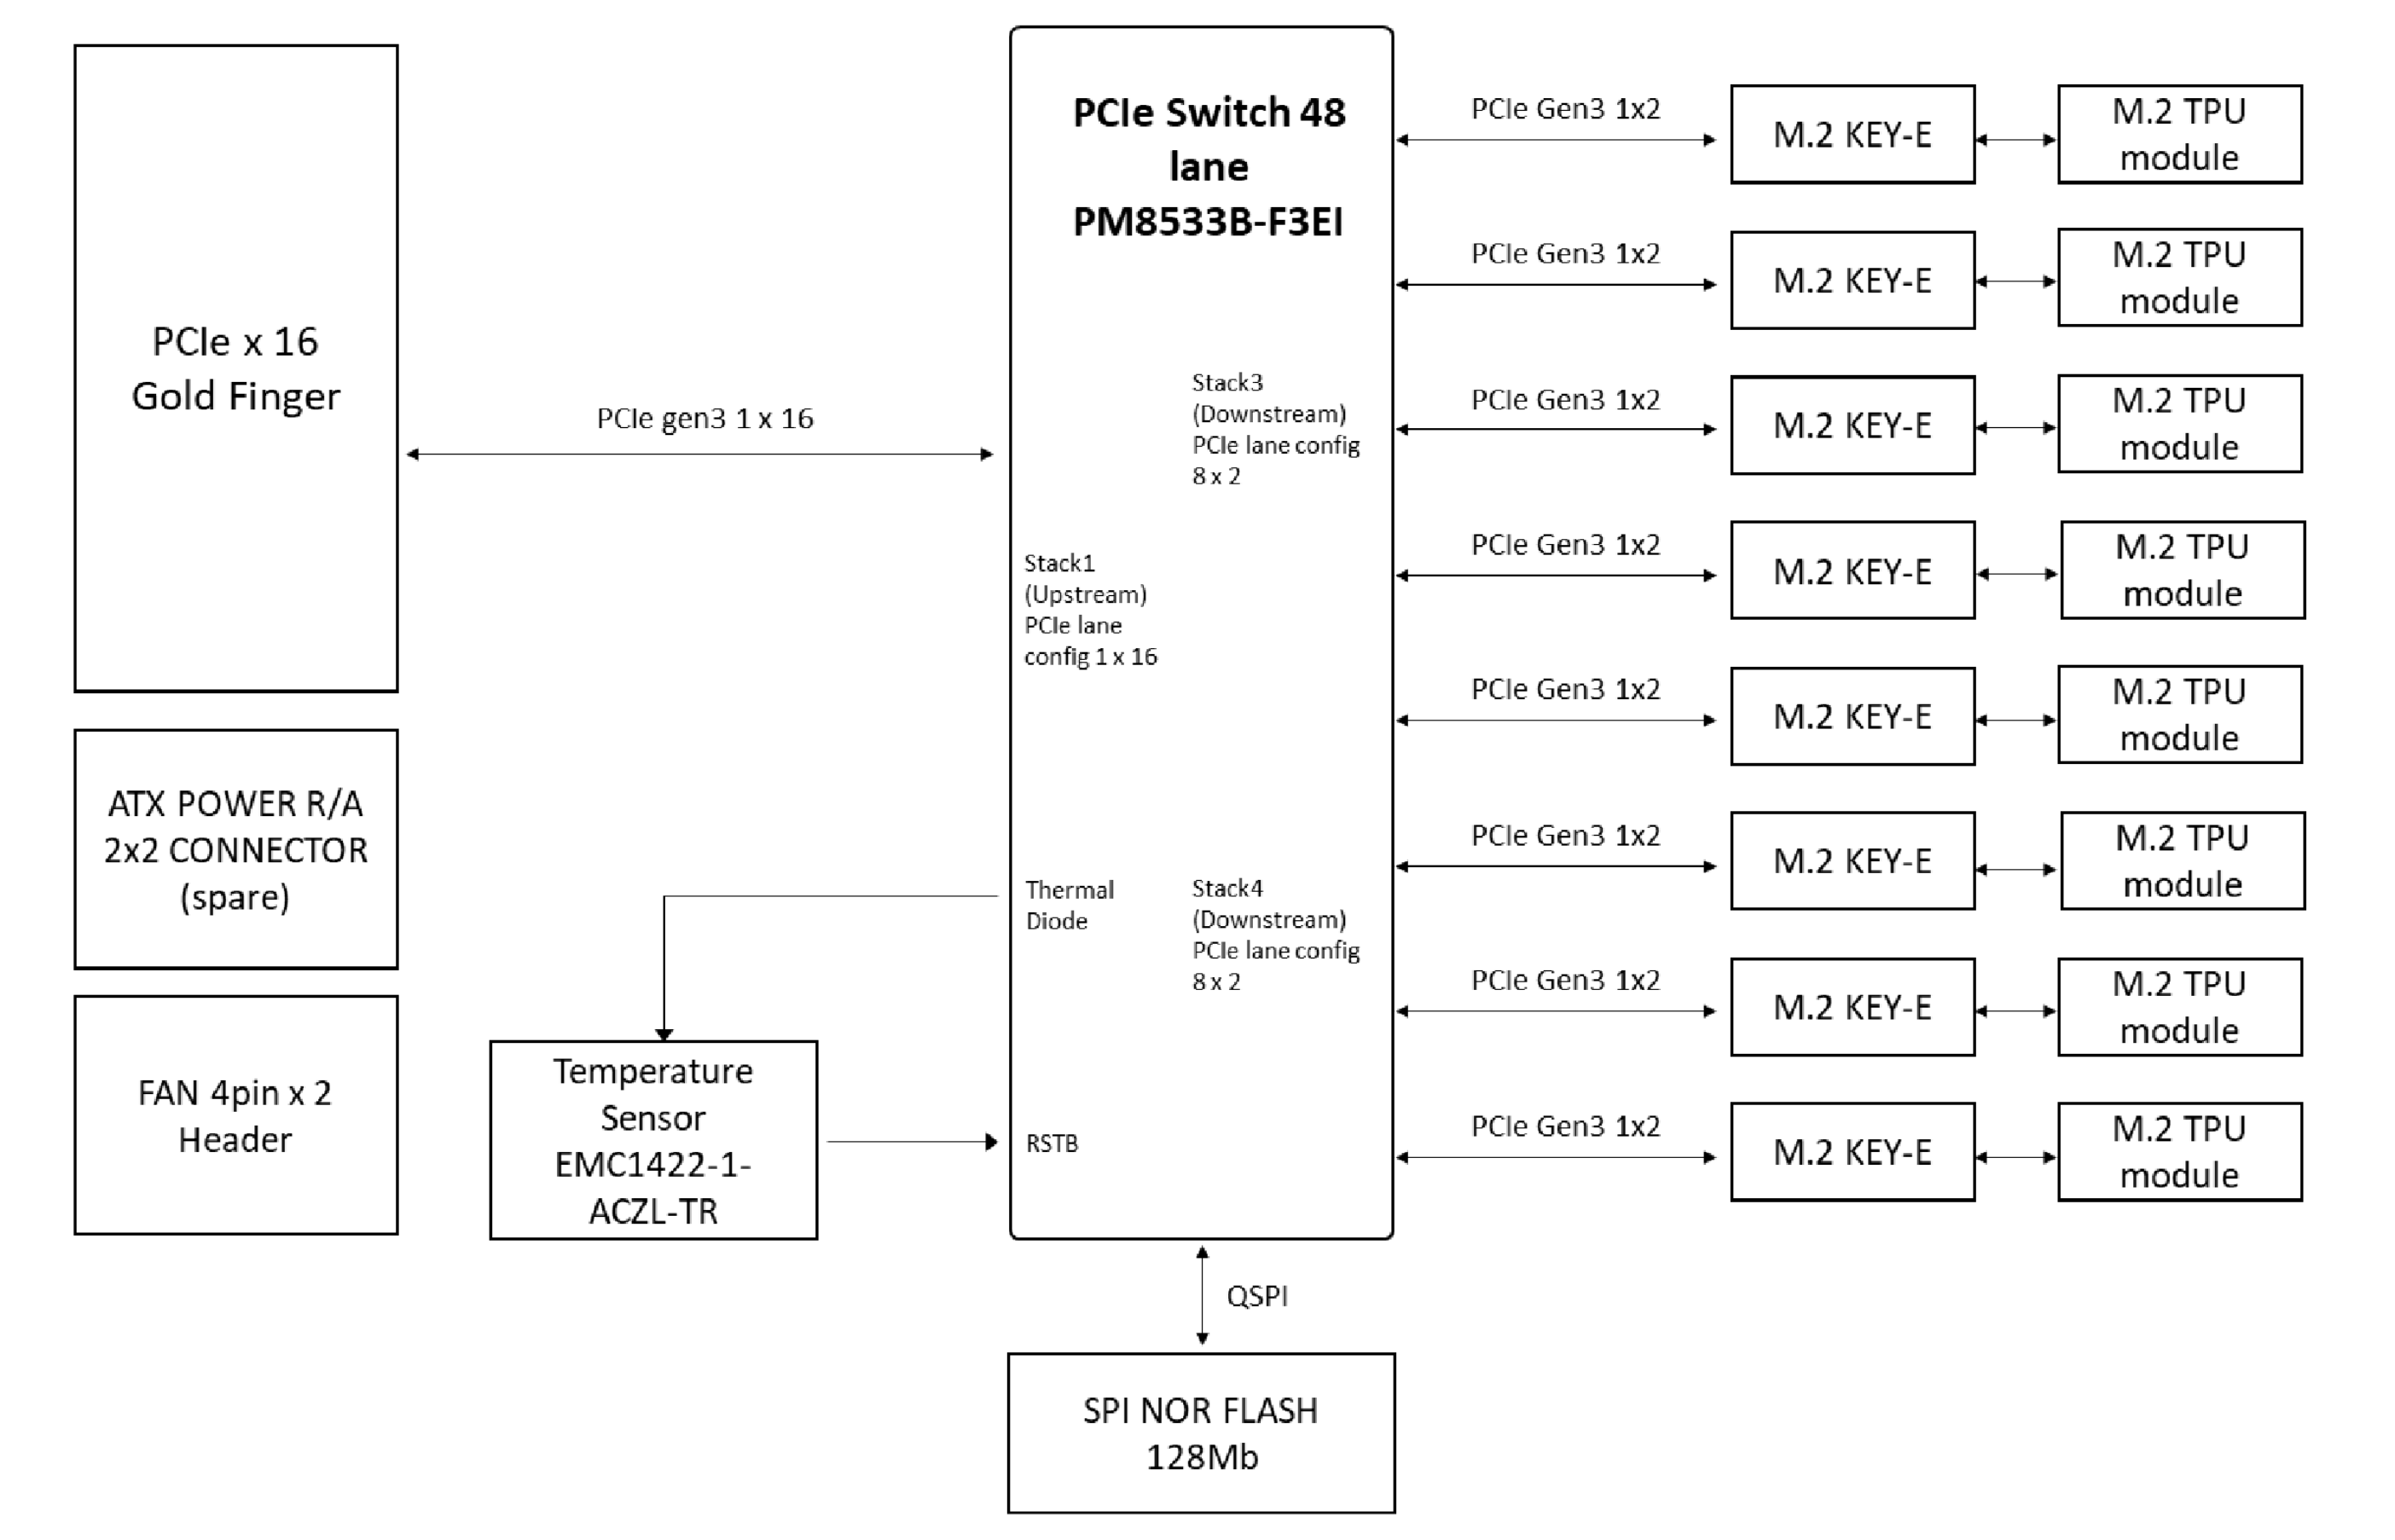 PCIe x 16
Gold Finger
ATX POWER R/A
2x2 CONNECTOR
(spare)
FAN 4pin x 2
Header
PCIe gen3 1 x 16
Temperature
Sensor
EMC1422-1-
ACZL-TR
PCIe Switch 48
lane
PM8533B-F3EI
Stack3
(Downstream)
PCIe lane config
8 x 2
Stack1
(Upstream)
PCIe lane
config 1 x 16
Thermal
Diode
Stack4
(Downstream)
PCIe lane config
8 x 2
RSTB
QSPI
SPI NOR FLASH
128Mb
PCIe Gen3 1x2
M.2 KEY-E
M.2 TPU
module
PCIe Gen3 1x2
M.2 KEY-E
M.2 TPU
module
PCIe Gen3 1x2
M.2 KEY-E
M.2 TPU
module
PCIe Gen3 1x2
M.2 KEY-E
M.2 TPU
module
PCIe Gen3 1x2
M.2 KEY-E
M.2 TPU
module
PCIe Gen3 1x2
M.2 KEY-E
M.2 TPU
module
PCIe Gen3 1x2
M.2 KEY-E
M.2 TPU
module
PCIe Gen3 1x2
M.2 KEY-E
M.2 TPU
module